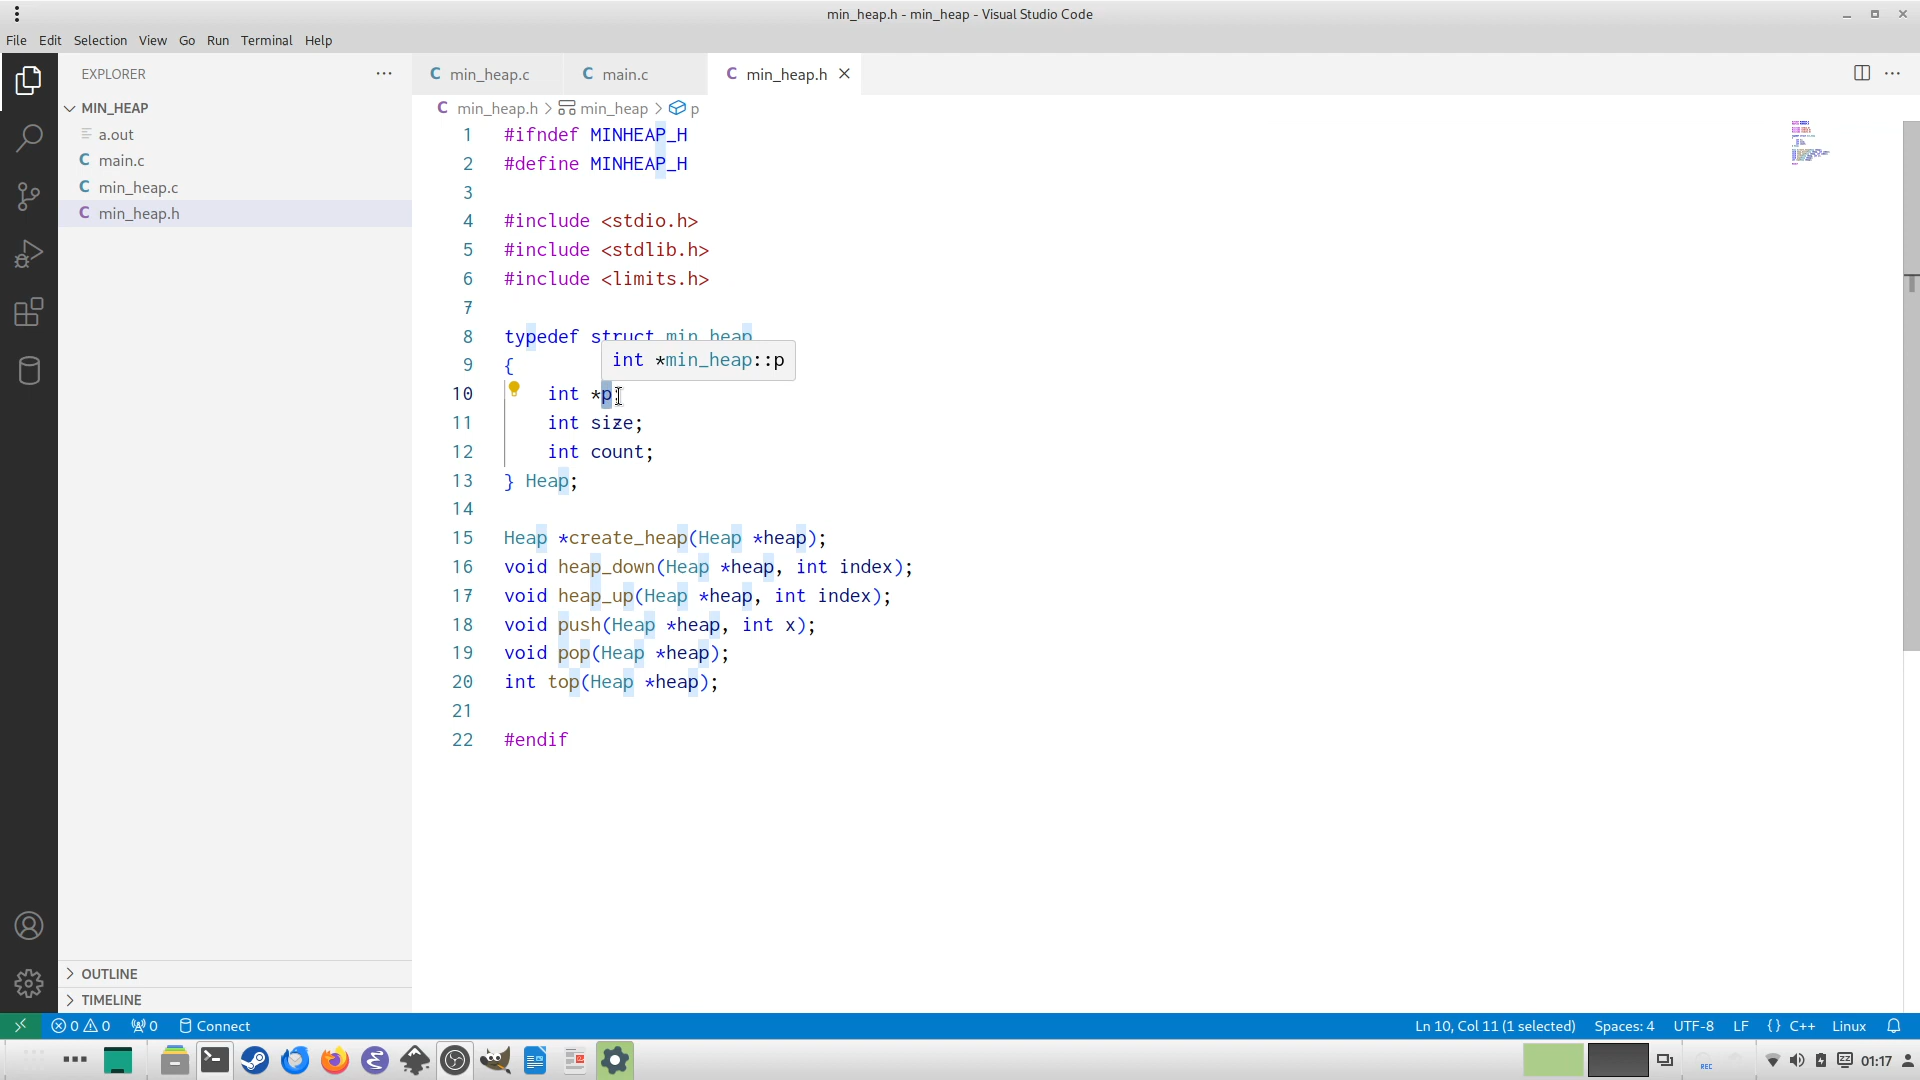 min_heap.h - min_heap - Visual Studio Code
File Edit Selection View Go Run Terminal Help
EXPLORER
MIN_HEAP
a.out
C main.c
C min_heap.c
C min_heap.h
OUTLINE
TIMELINE
C min_heap.c C main.c C min_heap.h
C min_heap.h > min_heap > p
1 #ifndef MINHEAP_H
2 #define MINHEAP_H
3
4 #include <stdio.h>
5 #include <stdlib.h>
6 #include <limits.h>
7
8 typedef struct min_heap
int *min_heap::p
9 {
10 int *p;
11 int size;
12 int count;
13 } Heap;
14
15 Heap *create_heap(Heap *heap);
16 void heap_down(Heap *heap, int index);
17 void heap_up(Heap *heap, int index);
18 void push(Heap *heap, int x);
19 void pop(Heap *heap);
20 int top(Heap *heap);
21
22 #endif
0 0 0 Connect Ln 10, Col 11 (1 selected) Spaces: 4 UTF-8 LF {} C++ Linux
REC 01:17